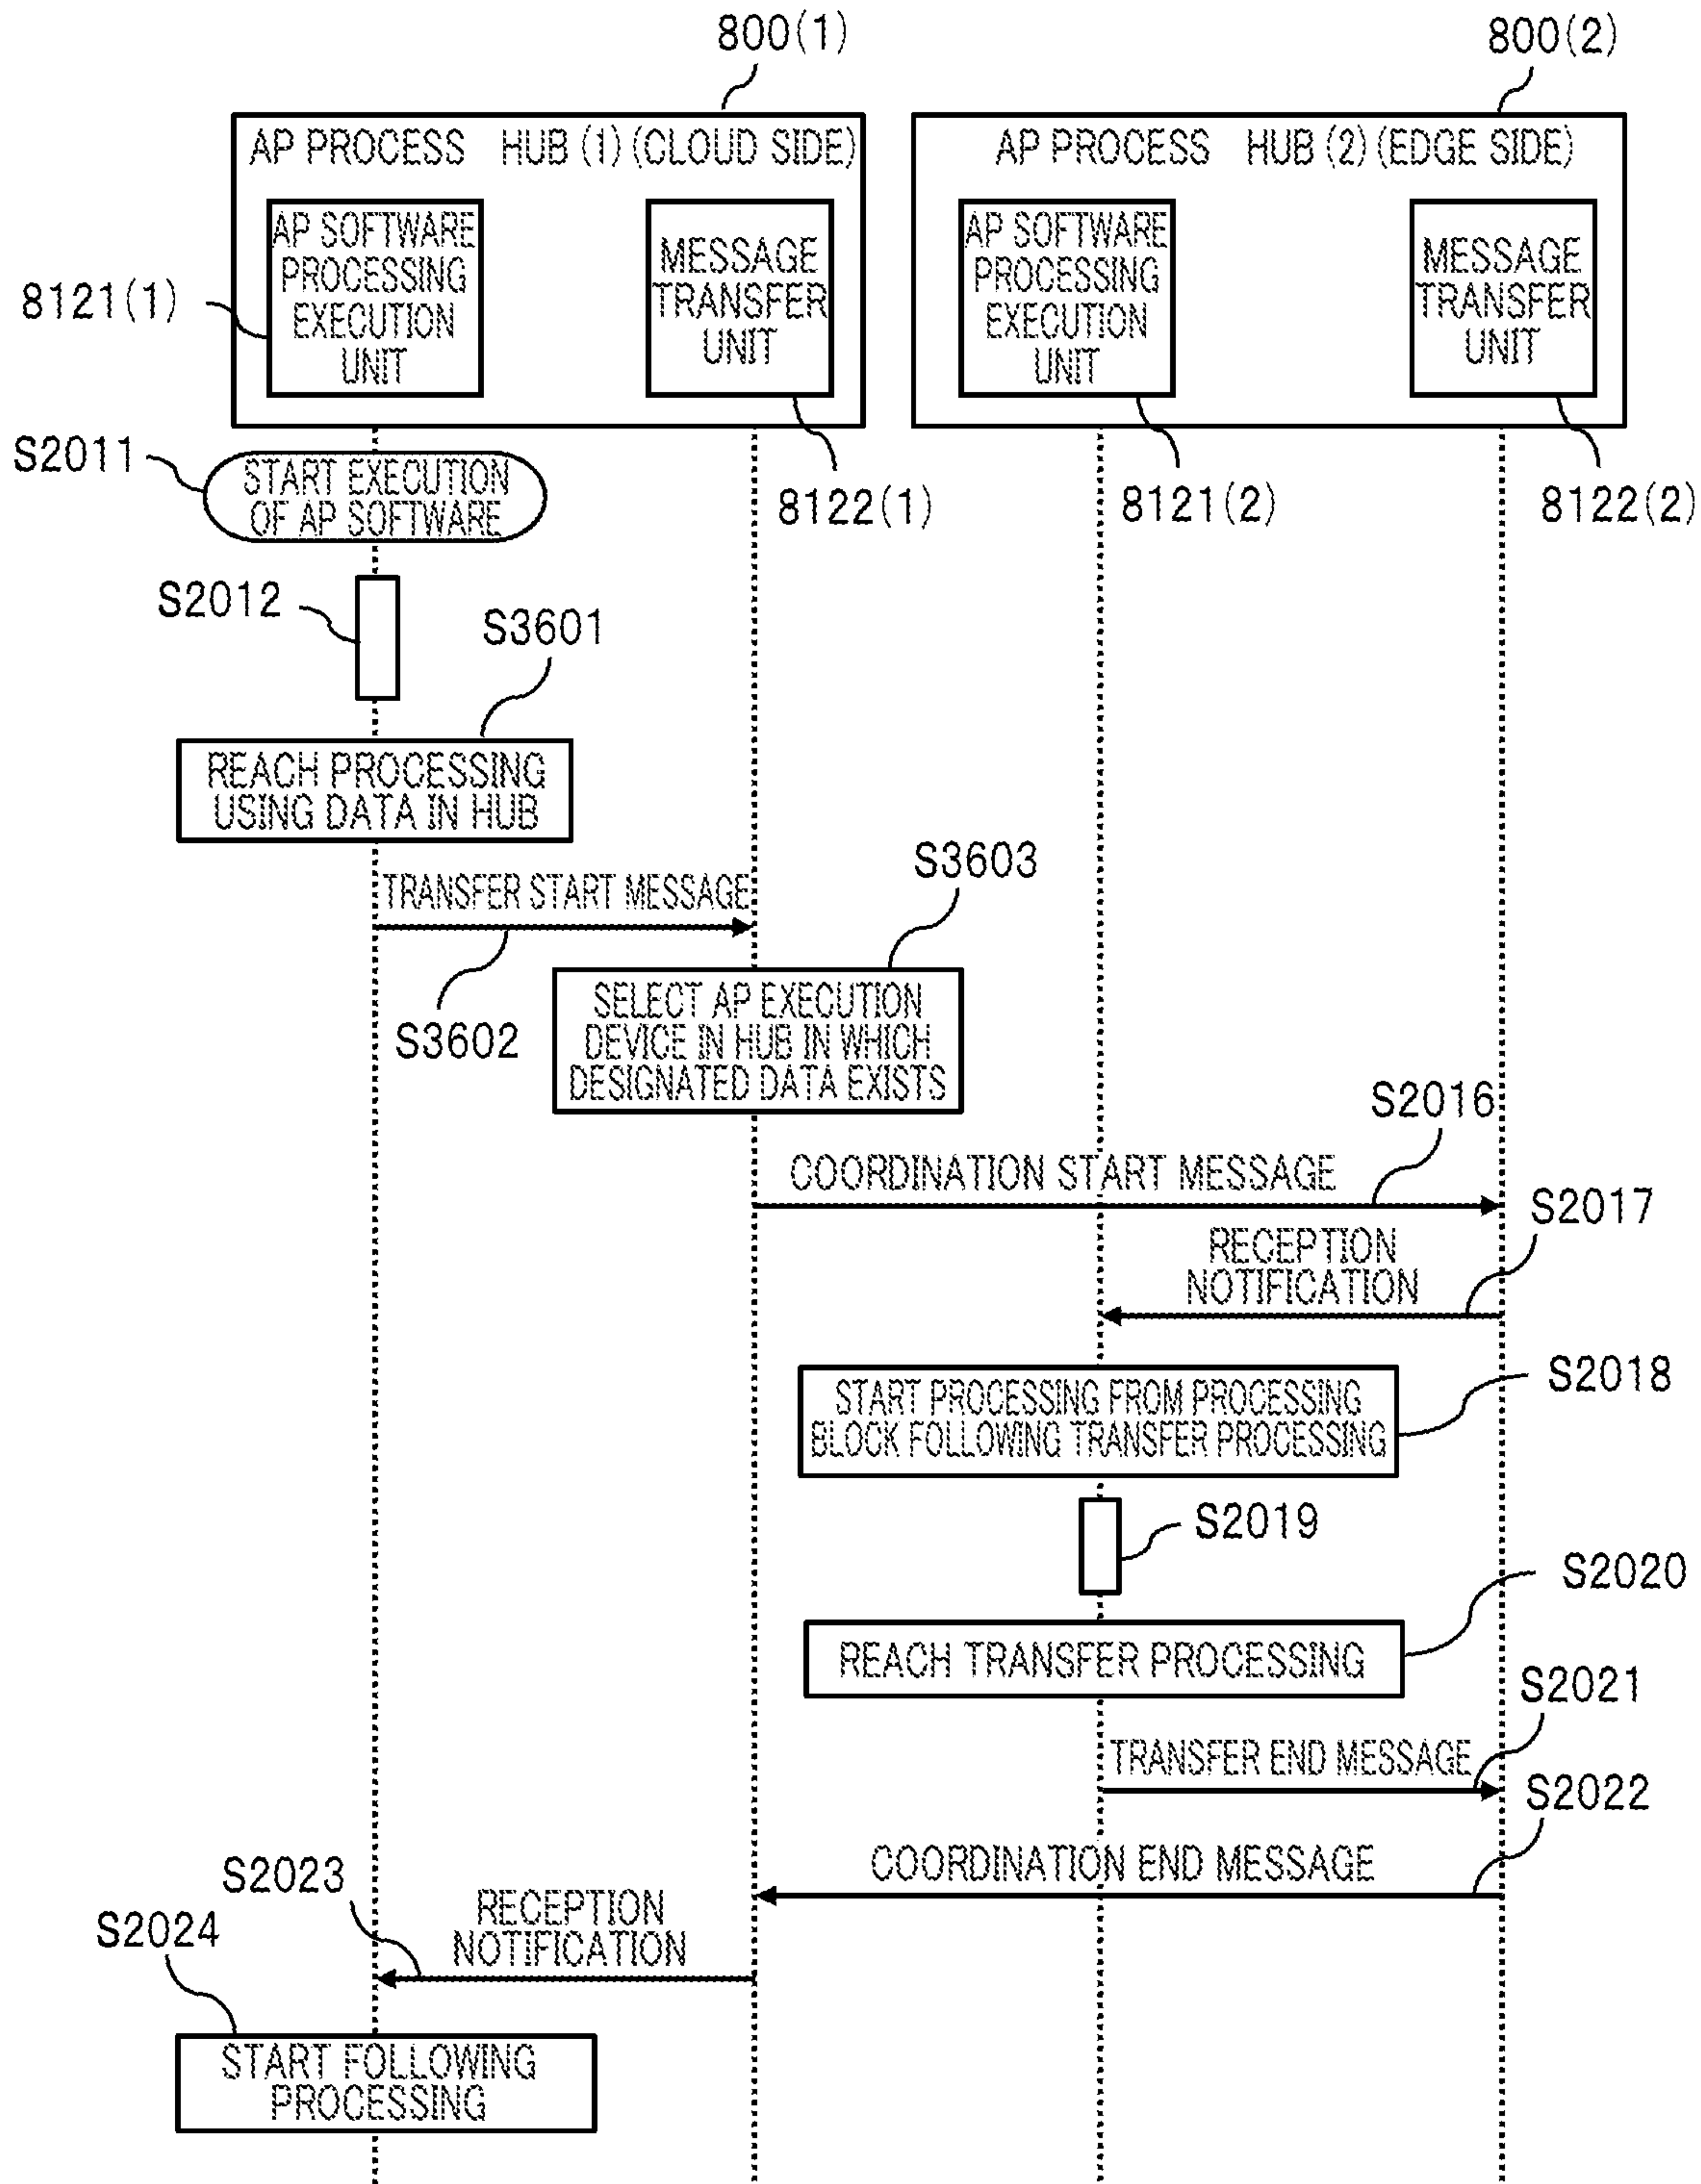 800(1)
800(2)
AP PROCESS HUB (1) (CLOUD SIDE)
AP PROCESS HUB (2) (EDGE SIDE)
AP SOFTWARE
PROCESSING
EXECUTION
UNIT
MESSAGE
TRANSFER
UNIT
AP SOFTWARE
PROCESSING
EXECUTION
UNIT
MESSAGE
TRANSFER
UNIT
8121(1)
8122(1)
8121(2)
8122(2)
S2011
START EXECUTION
OF AP SOFTWARE
S2012
S3601
REACH PROCESSING
USING DATA IN HUB
TRANSFER START MESSAGE
S3602
S3603
SELECT AP EXECUTION
DEVICE IN HUB IN WHICH
DESIGNATED DATA EXISTS
S2016
COORDINATION START MESSAGE
S2017
RECEPTION
NOTIFICATION
START PROCESSING FROM PROCESSING
BLOCK FOLLOWING TRANSFER PROCESSING
S2018
S2019
S2020
REACH TRANSFER PROCESSING
S2021
TRANSFER END MESSAGE
S2022
COORDINATION END MESSAGE
S2023
RECEPTION
NOTIFICATION
S2024
START FOLLOWING
PROCESSING